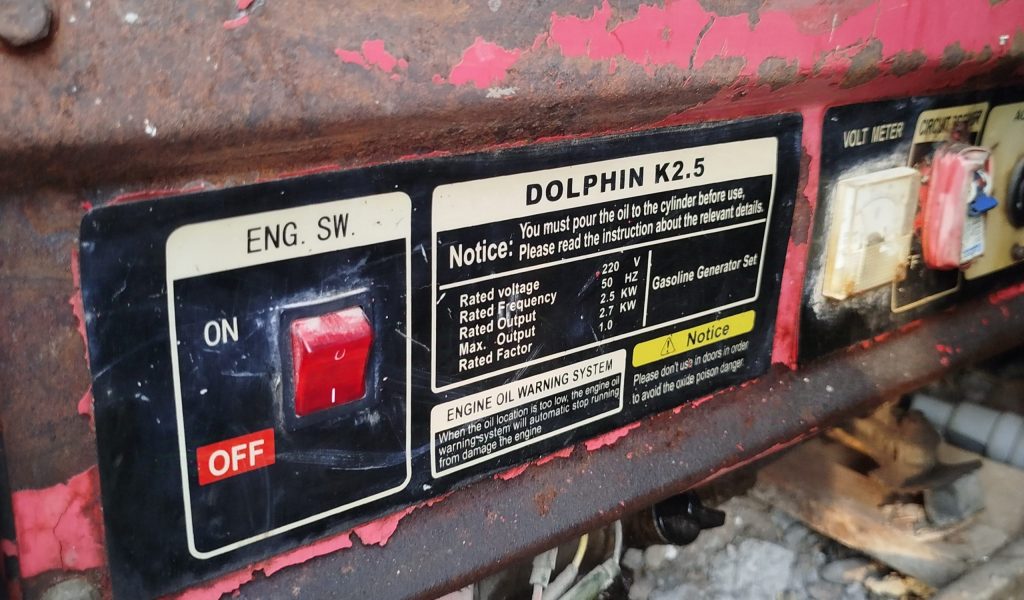 ENG. SW.
ON
OFF
DOLPHIN K2.5
Notice: You must pour the oil to the cylinder before use,
Please read the instruction about the relevant details.
Rated voltage 220 V
Rated Frequency 50 HZ
Rated Output 2.5 KW
Max. Output 2.7 KW
Rated Factor 1.0
Gasoline Generator Set
ENGINE OIL WARNING SYSTEM
When the oil location is too low, the engine oil
warning system will automatic stop running
from damage the engine
Notice
Please don't use in doors in order
to avoid the oxide poison danger
VOLT METER
CIRCUIT